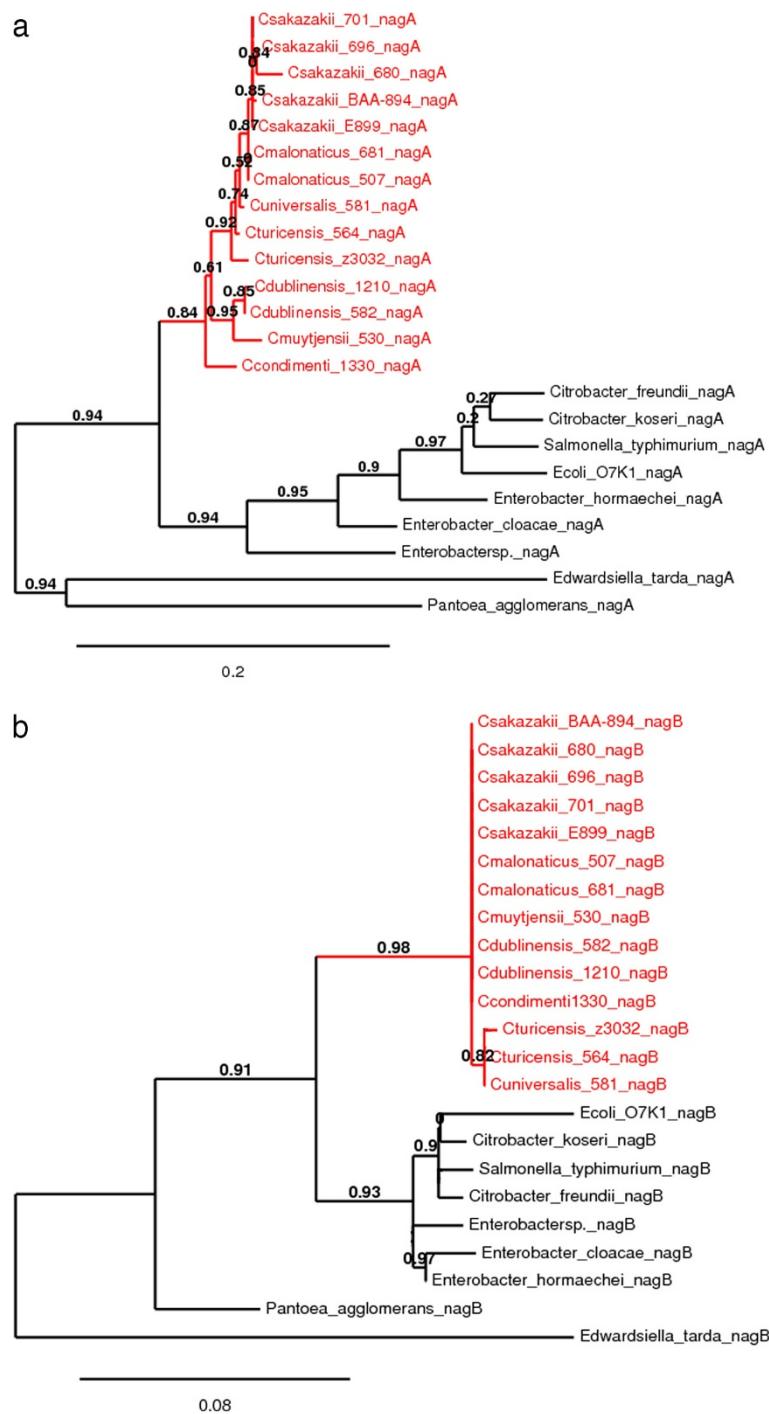 a
Csakazakii_701_nagA
Csakazakii_696_nagA
0.84
0
Csakazakii_680_nagA
0.85
Csakazakii_BAA-894_nagA
0.87
Csakazakii_E899_nagA
Cmalonaticus_681_nagA
0
0.52
Cmalonaticus_507_nagA
0.74
Cuniversalis_581_nagA
0.92
Cturicensis_564_nagA
Cturicensis_z3032_nagA
0.61
0.85
Cdublinensis_1210_nagA
0.84
0.95
Cdublinensis_582_nagA
Cmuytjensii_530_nagA
Ccondimenti_1330_nagA
Citrobacter_freundii_nagA
0.27
0.94
0.2
Citrobacter_koseri_nagA
0.97
Salmonella_typhimurium_nagA
0.9
Ecoli_O7K1_nagA
0.95
Enterobacter_hormaechei_nagA
0.94
Enterobacter_cloacae_nagA
Enterobactersp._nagA
0.94
Edwardsiella_tarda_nagA
Pantoea_agglomerans_nagA
0.2
b
Csakazakii_BAA-894_nagB
Csakazakii_680_nagB
Csakazakii_696_nagB
Csakazakii_701_nagB
Csakazakii_E899_nagB
Cmalonaticus_507_nagB
Cmalonaticus_681_nagB
Cmuytjensii_530_nagB
0.98
Cdublinensis_582_nagB
Cdublinensis_1210_nagB
Ccondimenti1330_nagB
Cturicensis_z3032_nagB
0.82
Cturicensis_564_nagB
0.91
Cuniversalis_581_nagB
0
Ecoli_O7K1_nagB
0.9
Citrobacter_koseri_nagB
Salmonella_typhimurium_nagB
0.93
Citrobacter_freundii_nagB
Enterobactersp._nagB
0.97
Enterobacter_cloacae_nagB
Enterobacter_hormaechei_nagB
Pantoea_agglomerans_nagB
Edwardsiella_tarda_nagB
0.08